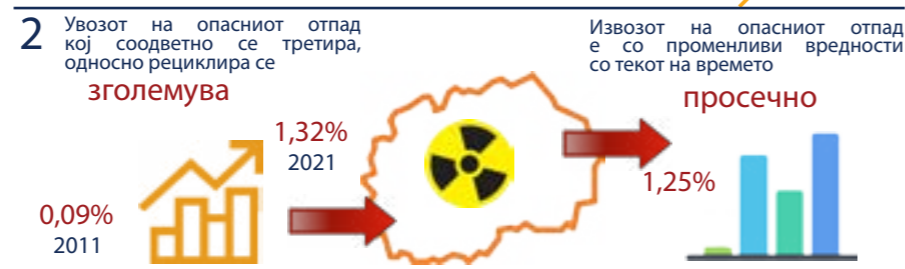 2
Увозот на опасниот отпад
кој соодветно се третира,
односно рециклира се
зголемува
0,09%
2011
1,32%
2021
Извозот на опасниот отпад
е со променливи вредности
со текот на времето
просечно
1,25%